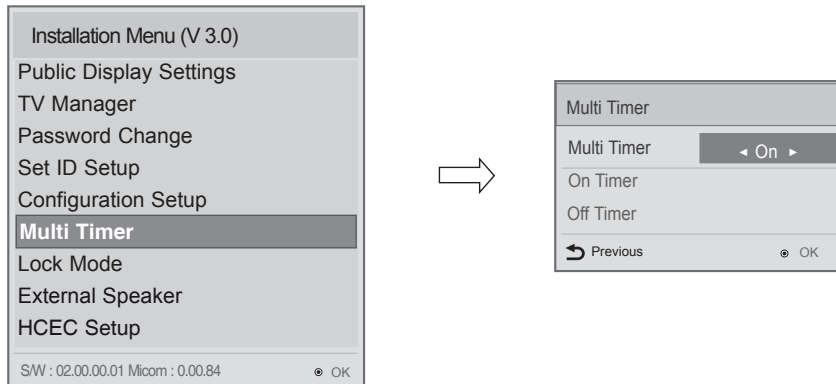 Installation Menu (V 3.0)
Public Display Settings
TV Manager
Password Change
Set ID Setup
Configuration Setup
Multi Timer
Lock Mode
External Speaker
HCEC Setup
S/W : 02.00.00.01 Micom : 0.00.84 OK
Multi Timer
Multi Timer ◄ On ►
On Timer
Off Timer
Previous OK